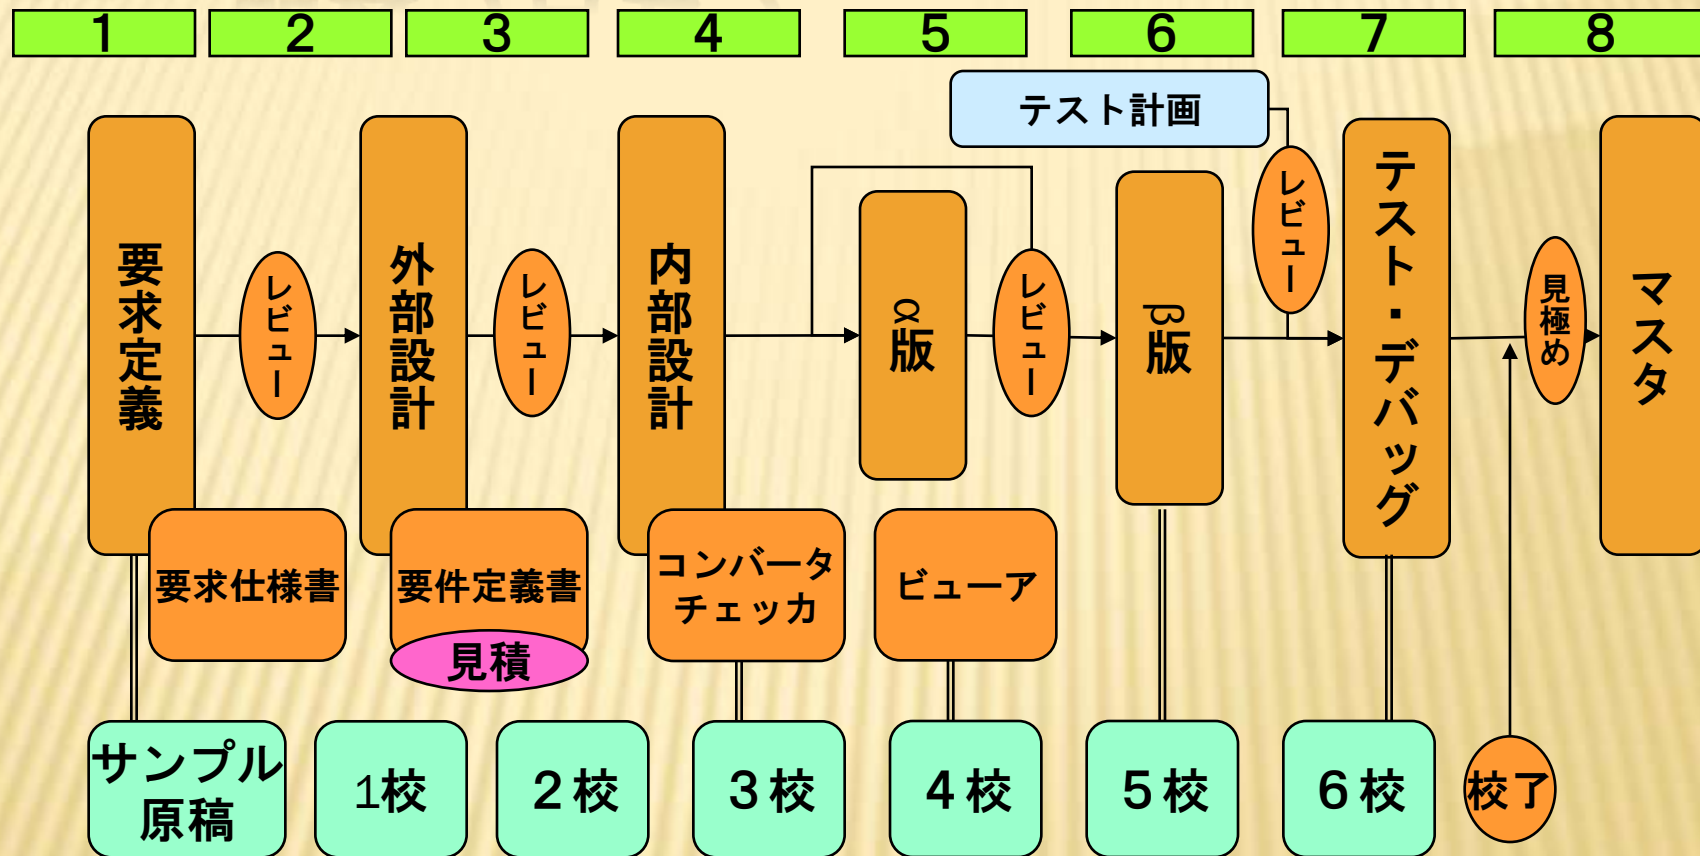 1
2
3
4
5
6
7
8
テスト計画
要求定義
レビュー
外部設計
レビュー
内部設計
α版
レビュー
β版
レビュー
テスト・デバッグ
見極め
マスタ
要求仕様書
要件定義書
見積
コンバータ
チェッカ
ビューア
サンプル
原稿
1校
2校
3校
4校
5校
6校
校了